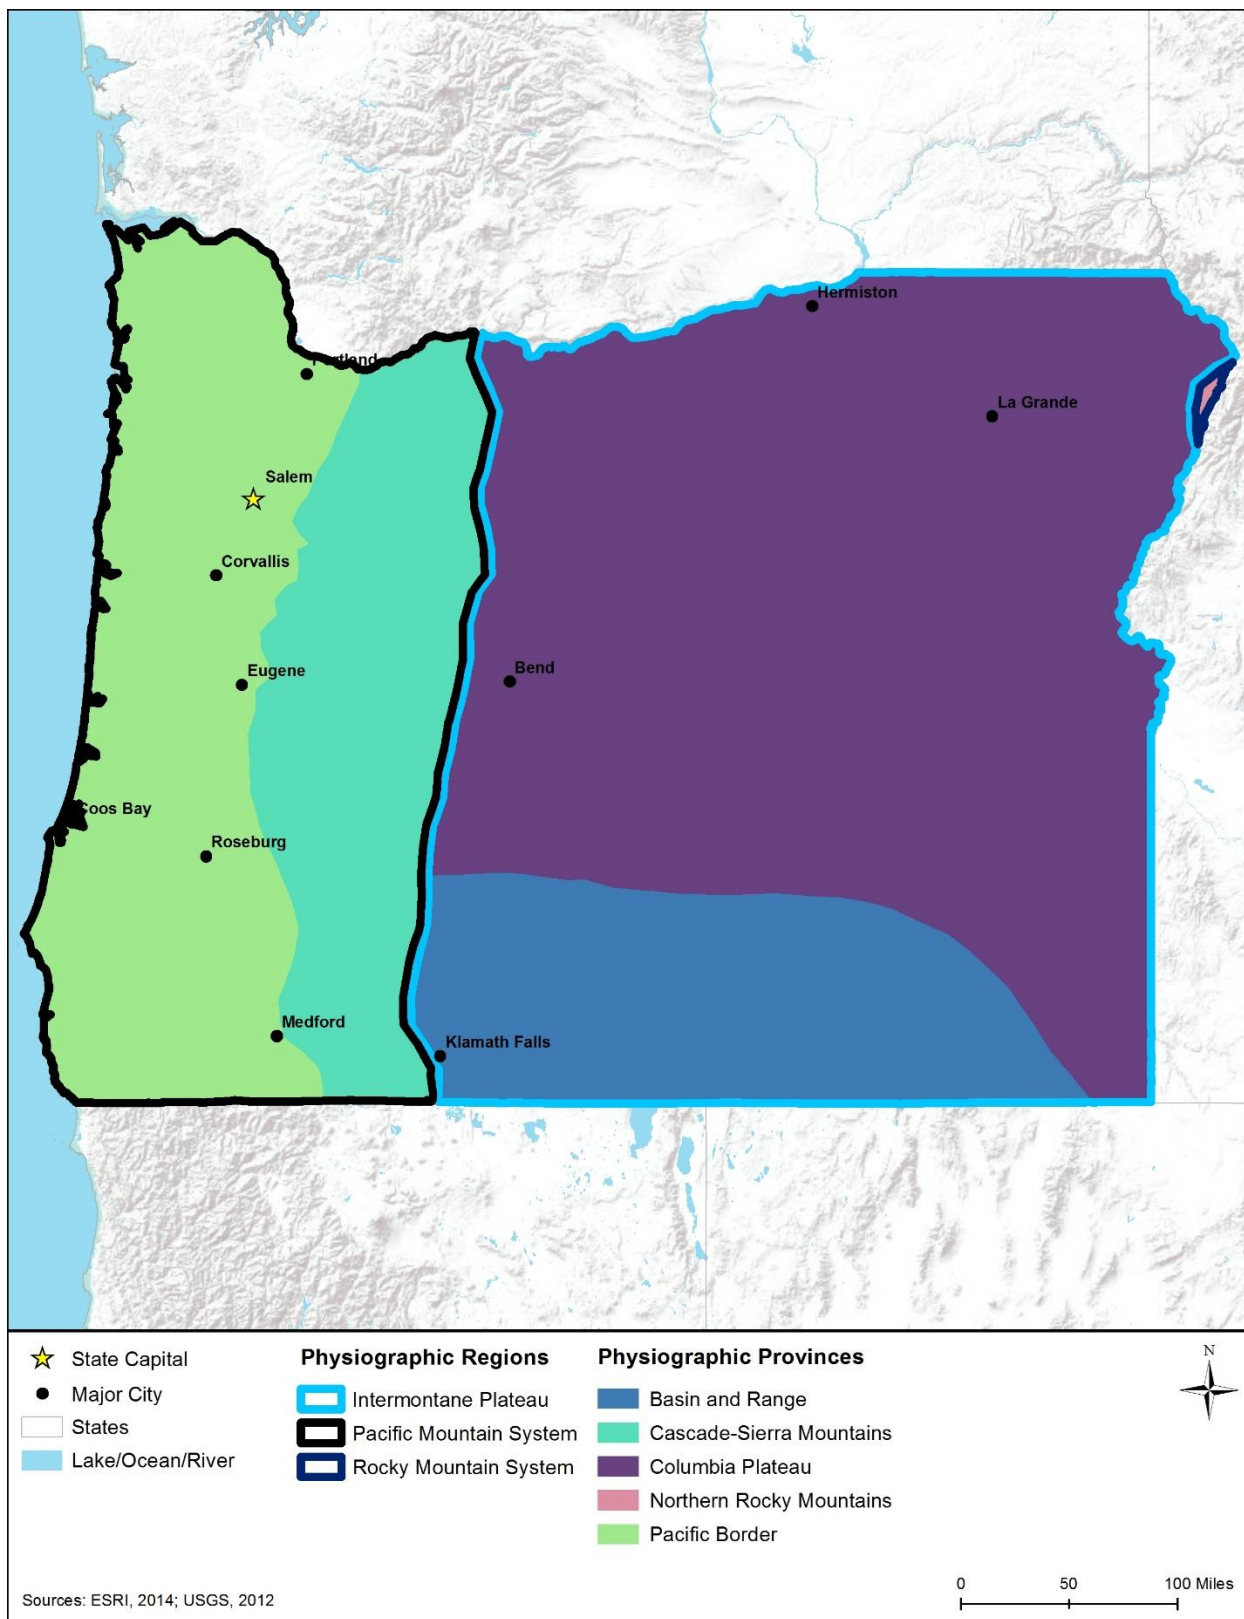 Hermiston
Portland
La Grande
Salem
Corvallis
Eugene
Bend
Coos Bay
Roseburg
Medford
Klamath Falls
State Capital
Major City
States
Lake/Ocean/River
Physiographic Regions
Intermontane Plateau
Pacific Mountain System
Rocky Mountain System
Physiographic Provinces
Basin and Range
Cascade-Sierra Mountains
Columbia Plateau
Northern Rocky Mountains
Pacific Border
N
0 50 100 Miles
Sources: ESRI, 2014; USGS, 2012